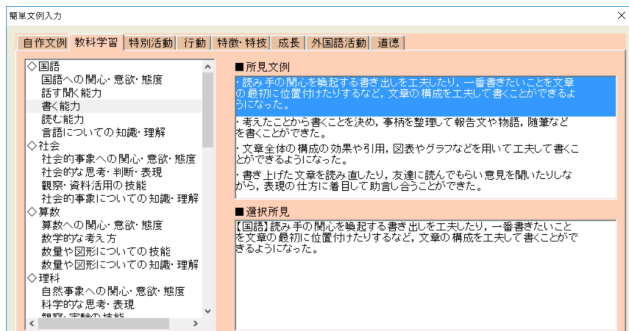 簡単文例入力
自作文例 教科学習 特別活動 行動 特徴・特技 成長 外国語活動 道徳
◇国語
国語への関心・意欲・態度
話す聞く能力
書く能力
読む能力
言語についての知識・理解
◇社会
社会的事象への関心・意欲・態度
社会的な思考・判断・表現
観察・資料活用の技能
社会的事象についての知識・理解
◇算数
算数への関心・意欲・態度
数学的な考え方
数量や図形についての技能
数量や図形についての知識・理解
◇理科
自然事象への関心・意欲・態度
科学的な思考・表現
観察・実験の技能
■所見文例
・読み手の関心を喚起する書き出しを工夫したり，一番書きたいことを文章
の最初に位置付けたりするなど，文章の構成を工夫して書くことができるよ
うになった。
・考えたことから書くことを決め，事柄を整理して報告文や物語，随筆など
を書くことができた。
・文章全体の構成の効果や引用，図表やグラフなどを用いて工夫して書くこ
とができるようになった。
・書き上げた文章を読み直したり，友達に読んでもらい意見を聞いたりしな
がら，表現の仕方に着目して助言し合うことができた。
■選択所見
【国語】読み手の関心を喚起する書き出しを工夫したり，一番書きたいこと
を文章の最初に位置付けたりするなど，文章の構成を工夫して書くことがで
きるようになった。